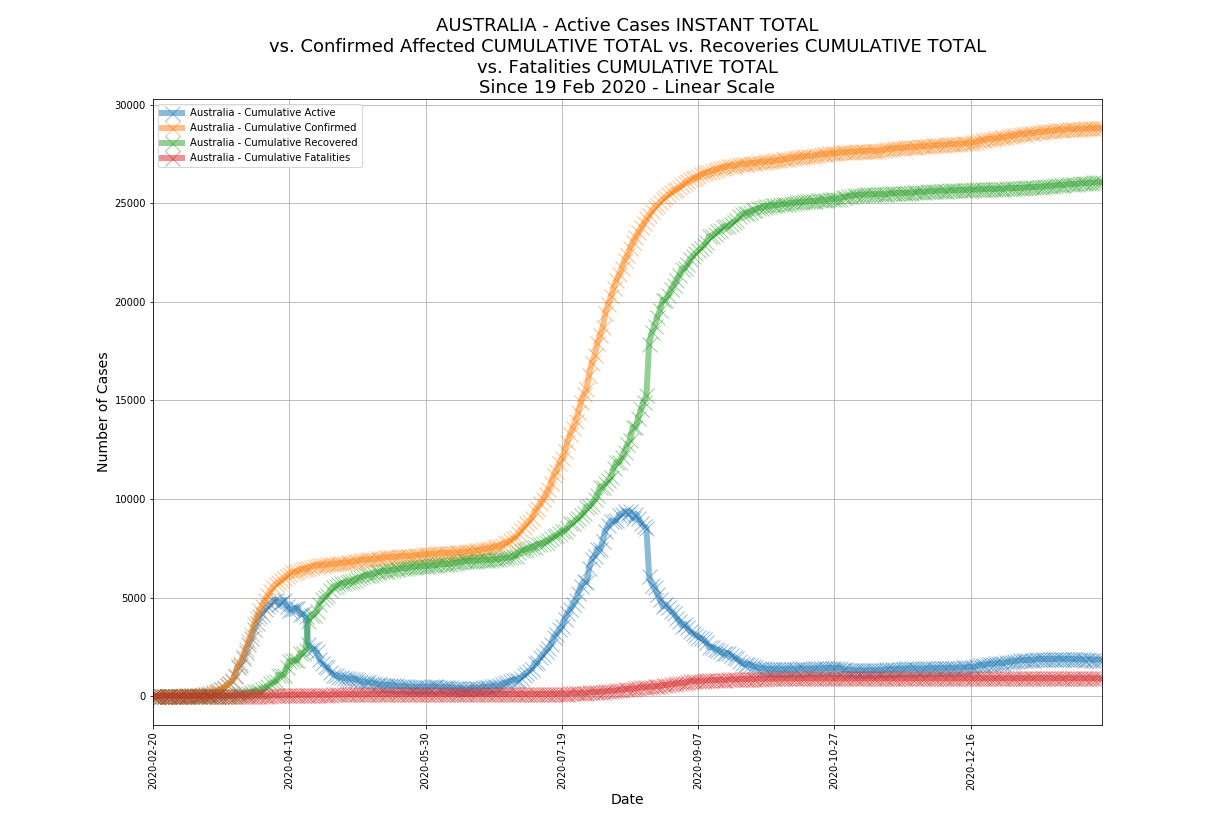 AUSTRALIA - Active Cases INSTANT TOTAL
vs. Confirmed Affected CUMULATIVE TOTAL vs. Recoveries CUMULATIVE TOTAL
vs. Fatalities CUMULATIVE TOTAL
Since 19 Feb 2020 - Linear Scale
Australia - Cumulative Active
Australia - Cumulative Confirmed
Australia - Cumulative Recovered
Australia - Cumulative Fatalities
Number of Cases
30000
25000
20000
15000
10000
5000
0
2020-02-20
2020-04-10
2020-05-30
2020-07-19
2020-09-07
2020-10-27
2020-12-16
Date